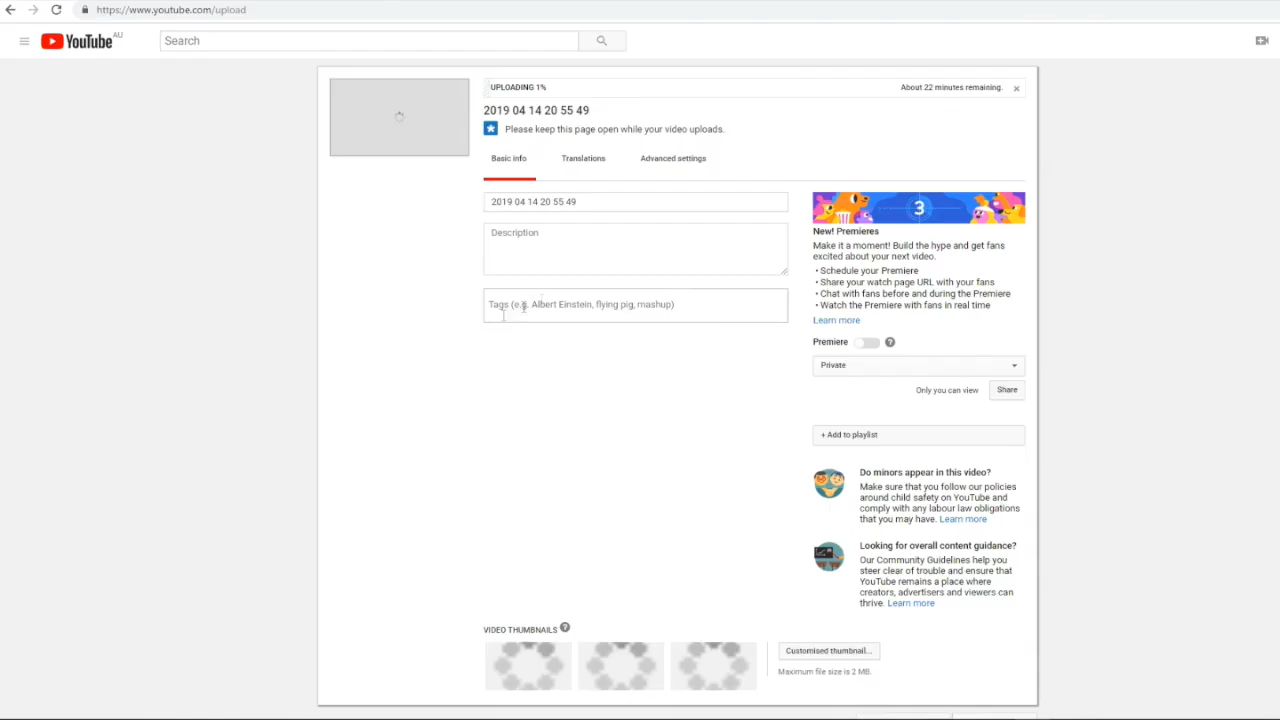 https://www.youtube.com/upload
YouTube AU
Search
UPLOADING 1%
About 22 minutes remaining.
2019 04 14 20 55 49
Please keep this page open while your video uploads.
Basic info
Translations
Advanced settings
2019 04 14 20 55 49
Description
Tags (e.g. Albert Einstein, flying pig, mashup)
3
New! Premieres
Make it a moment! Build the hype and get fans
excited about your next video.
• Schedule your Premiere
• Share your watch page URL with your fans
• Chat with fans before and during the Premiere
• Watch the Premiere with fans in real time
Learn more
Premiere
Private
Only you can view
Share
+ Add to playlist
Do minors appear in this video?
Make sure that you follow our policies
around child safety on YouTube and
comply with any labour law obligations
that you may have. Learn more
Looking for overall content guidance?
Our Community Guidelines help you
steer clear of trouble and ensure that
YouTube remains a place where
creators, advertisers and viewers can
thrive. Learn more
VIDEO THUMBNAILS
Customised thumbnail...
Maximum file size is 2 MB.